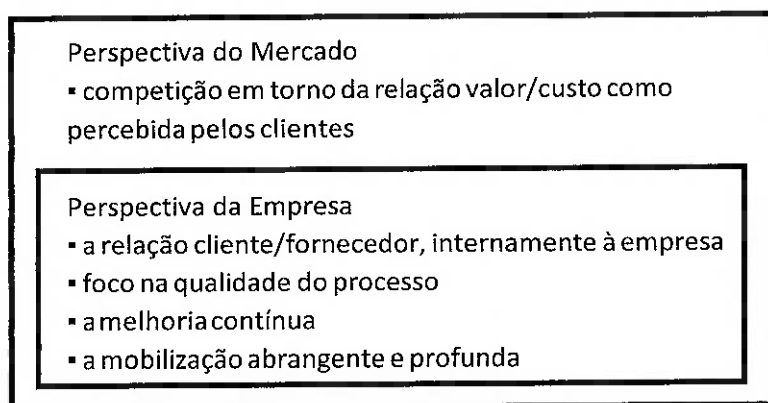 Perspectiva do Mercado
▪ competição em torno da relação valor/custo como
percebida pelos clientes
Perspectiva da Empresa
▪ a relação cliente/fornecedor, internamente à empresa
▪ foco na qualidade do processo
▪ a melhoria contínua
▪ a mobilização abrangente e profunda